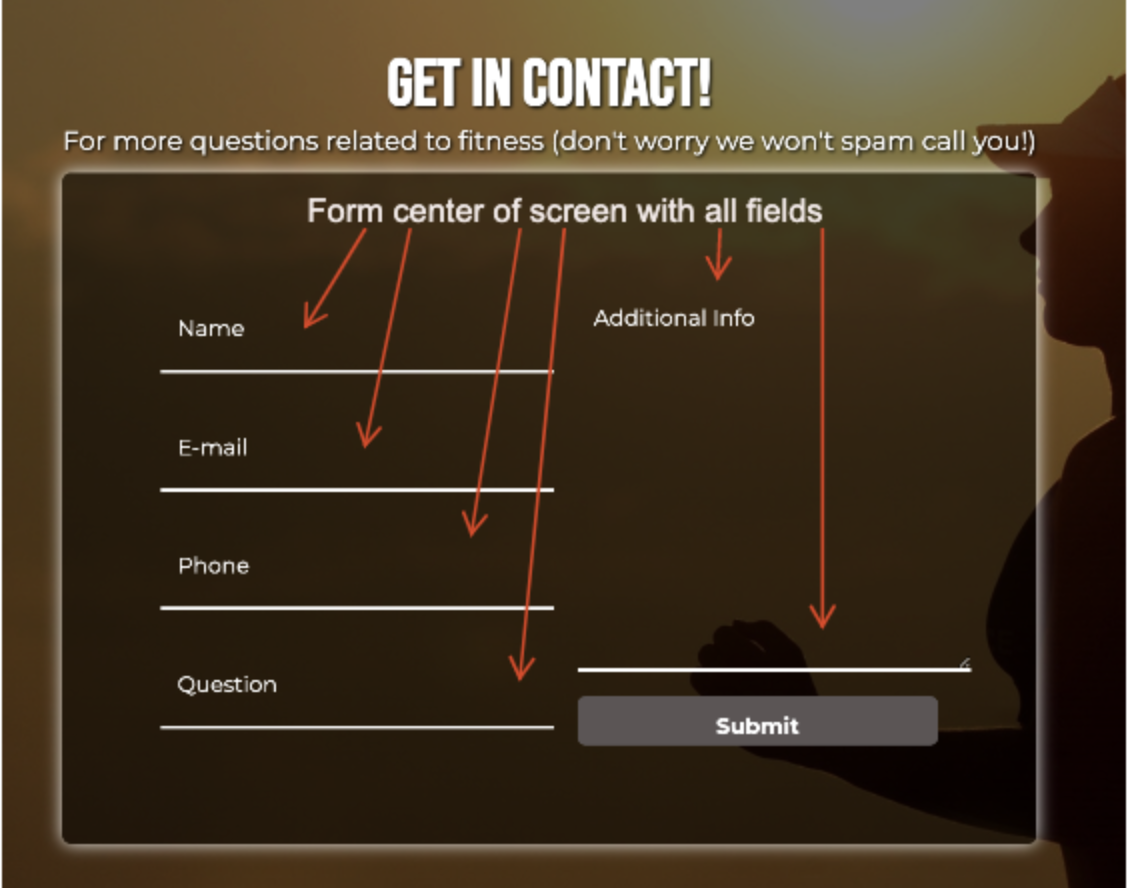 GET IN CONTACT!
For more questions related to fitness (don't worry we won't spam call you!)
Form center of screen with all fields
Name
E-mail
Phone
Question
Additional Info
Submit